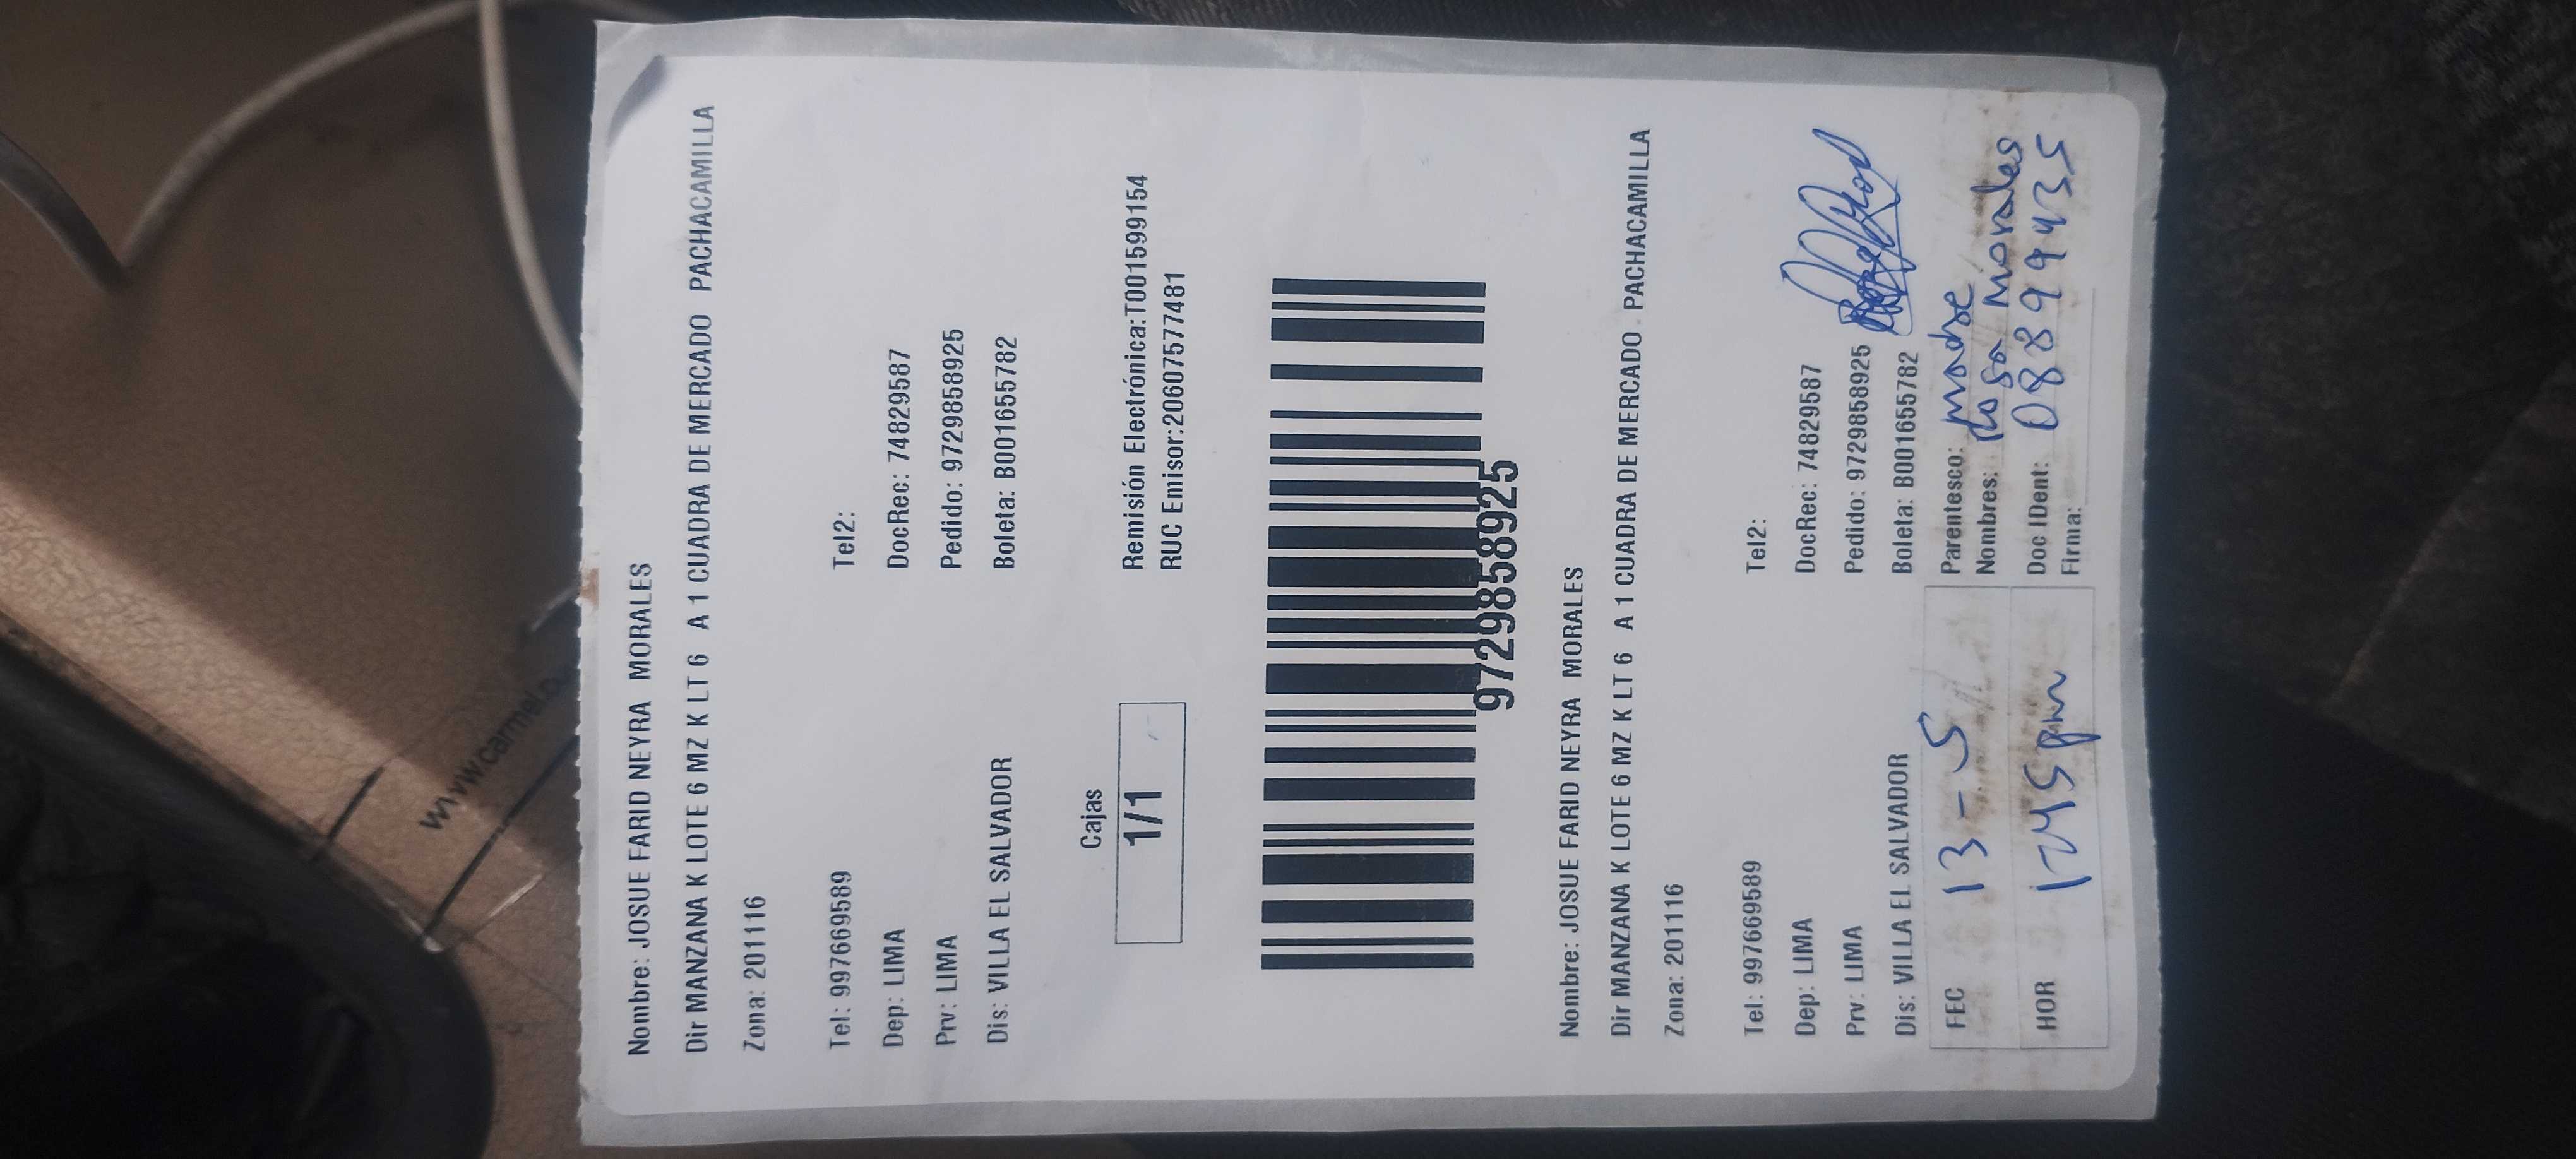 Nombre: JOSUE FARID NEYRA MORALES
Dir MANZANA K LOTE 6 MZ K LT 6 A 1 CUADRA DE MERCADO PACHACAMILLA
Zona: 201116
Tel: 997669589 Tel2:
Dep: LIMA DocRec: 74829587
Prv: LIMA Pedido: 9729858925
Dis: VILLA EL SALVADOR Boleta: B001655782
Cajas
1/1
Remisión Electrónica:T001599154
RUC Emisor:20607577481
9729858925
Nombre: JOSUE FARID NEYRA MORALES
Dir MANZANA K LOTE 6 MZ K LT 6 A 1 CUADRA DE MERCADO PACHACAMILLA
Zona: 201116
Tel: 997669589 Tel2:
Dep: LIMA DocRec: 74829587
Prv: LIMA Pedido: 9729858925
Dis: VILLA EL SALVADOR Boleta: B001655782
FEC 13-5 Parentesco: madre
Nombres: Rosa Morales
HOR 1245 pm Doc IDent: 08899435
Firma:
www.carmel.c